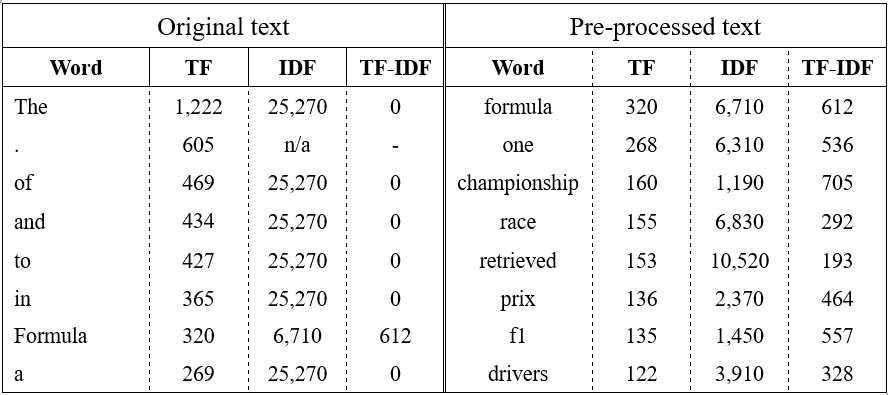 Original text Pre-processed text
Word TF IDF TF-IDF Word TF IDF TF-IDF
The 1,222 25,270 0 formula 320 6,710 612
. 605 n/a - one 268 6,310 536
of 469 25,270 0 championship 160 1,190 705
and 434 25,270 0 race 155 6,830 292
to 427 25,270 0 retrieved 153 10,520 193
in 365 25,270 0 prix 136 2,370 464
Formula 320 6,710 612 f1 135 1,450 557
a 269 25,270 0 drivers 122 3,910 328